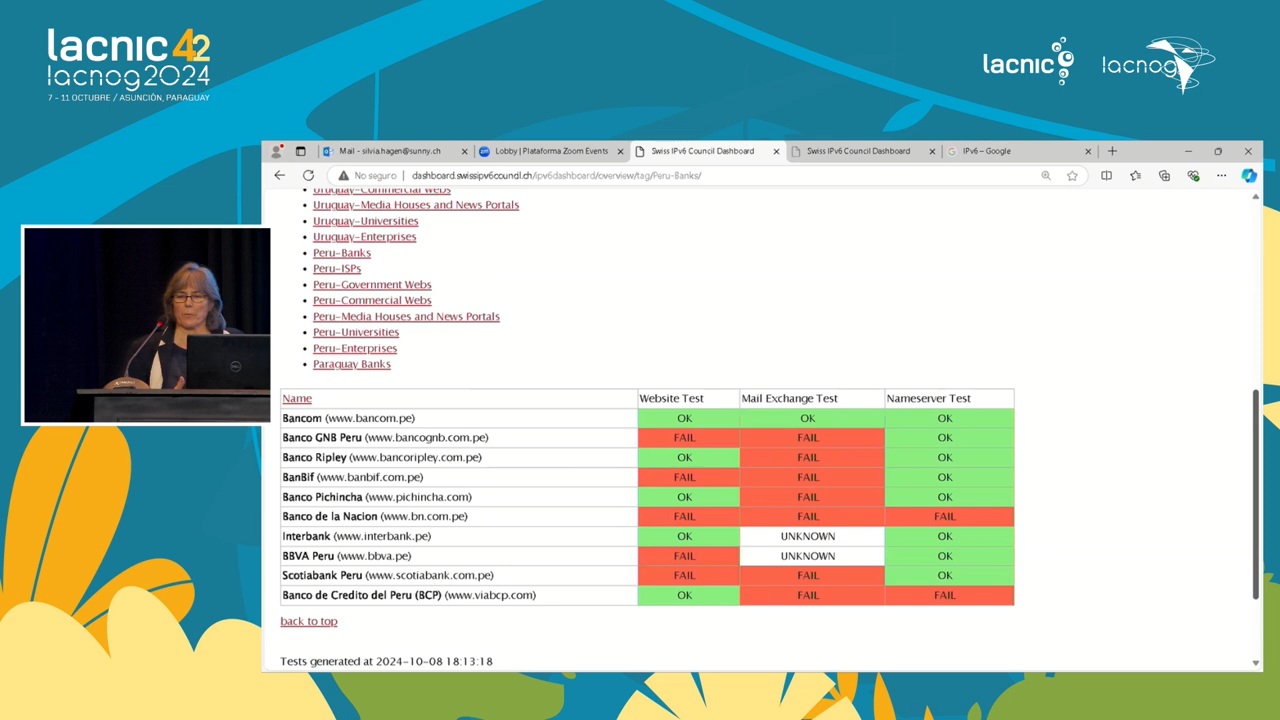 lacnic 42
lacnog2024
7 - 11 OCTUBRE / ASUNCIÓN, PARAGUAY
lacnic
lacnog
Mail - silvia.hagen@sunny.ch
Lobby | Plataforma Zoom Events
Swiss IPv6 Council Dashboard
Swiss IPv6 Council Dashboard
IPv6 – Google
No seguro
dashboard.swissipv6council.ch/ipv6dashboard/overview/tag/Peru-Banks/
Uruguay-Commercial Webs
Uruguay-Media Houses and News Portals
Uruguay-Universities
Uruguay-Enterprises
Peru-Banks
Peru-ISPs
Peru-Government Webs
Peru-Commercial Webs
Peru-Media Houses and News Portals
Peru-Universities
Peru-Enterprises
Paraguay Banks
Name Website Test Mail Exchange Test Nameserver Test
Bancom (www.bancom.pe) OK OK OK
Banco GNB Peru (www.bancognb.com.pe) FAIL FAIL OK
Banco Ripley (www.bancoripley.com.pe) OK FAIL OK
BanBif (www.banbif.com.pe) FAIL FAIL OK
Banco Pichincha (www.pichincha.com) OK FAIL OK
Banco de la Nacion (www.bn.com.pe) FAIL FAIL FAIL
Interbank (www.interbank.pe) OK UNKNOWN OK
BBVA Peru (www.bbva.pe) FAIL UNKNOWN OK
Scotiabank Peru (www.scotiabank.com.pe) FAIL FAIL OK
Banco de Credito del Peru (BCP) (www.viabcp.com) OK FAIL FAIL
back to top
Tests generated at 2024-10-08 18:13:18
DELL